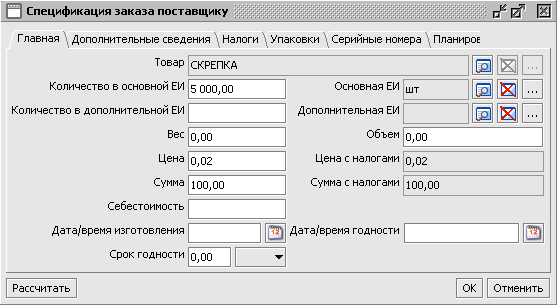 Спецификация заказа поставщику
Главная Дополнительные сведения Налоги Упаковки Серийные номера Планиров
Товар СКРЕПКА ...
Количество в основной ЕИ 5 000,00 Основная ЕИ шт ...
Количество в дополнительной ЕИ Дополнительная ЕИ ...
Вес 0,00 Объем 0,00
Цена 0,02 Цена с налогами 0,02
Сумма 100,00 Сумма с налогами 100,00
Себестоимость
Дата/время изготовления 12 Дата/время годности 12
Срок годности 0,00
Рассчитать OK Отменить